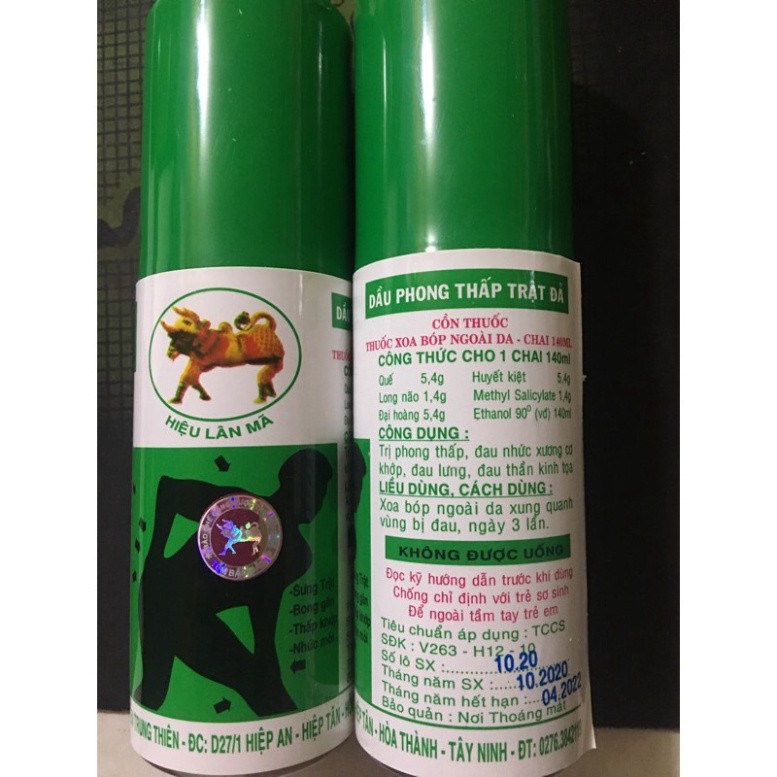 HIỆU LÂN MÃ
-Sưng Trật
-Bong gân
-Thấp khớp
-Nhức mỏi
TRUNG THIÊN - ĐC: D27/1 HIỆP AN - HIỆP TÂN -
DẦU PHONG THẤP TRẬT ĐẢ
CỒN THUỐC
THUỐC XOA BÓP NGOÀI DA - CHAI 140ML
CÔNG THỨC CHO 1 CHAI 140ml
Quế 5,4g Huyết kiệt 5,4g
Long não 1,4g Methyl Salicylate 1,4g
Đại hoàng 5,4g Ethanol 90⁰ (vđ) 140ml
CÔNG DỤNG :
Trị phong thấp, đau nhức xương cơ
khớp, đau lưng, đau thần kinh tọa
LIỀU DÙNG, CÁCH DÙNG :
Xoa bóp ngoài da xung quanh
vùng bị đau, ngày 3 lần.
KHÔNG ĐƯỢC UỐNG
Đọc kỹ hướng dẫn trước khi dùng
Chống chỉ định với trẻ sơ sinh
Để ngoài tầm tay trẻ em
Tiêu chuẩn áp dụng : TCCS
SĐK : V263 - H12 - 10
Số lô SX : 10.20
Tháng năm SX : 10.2020
Tháng năm hết hạn : 04.2022
Bảo quản : Nơi Thoáng mát
TÂN - HÒA THÀNH - TÂY NINH - ĐT: 0276.384211